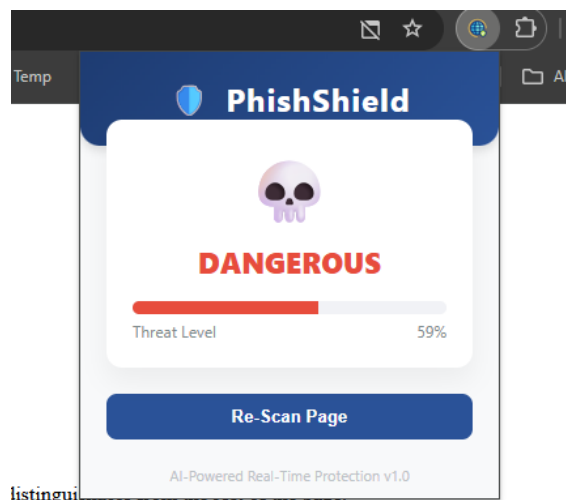 Temp
PhishShield
DANGEROUS
Threat Level 59%
Re-Scan Page
AI-Powered Real-Time Protection v1.0